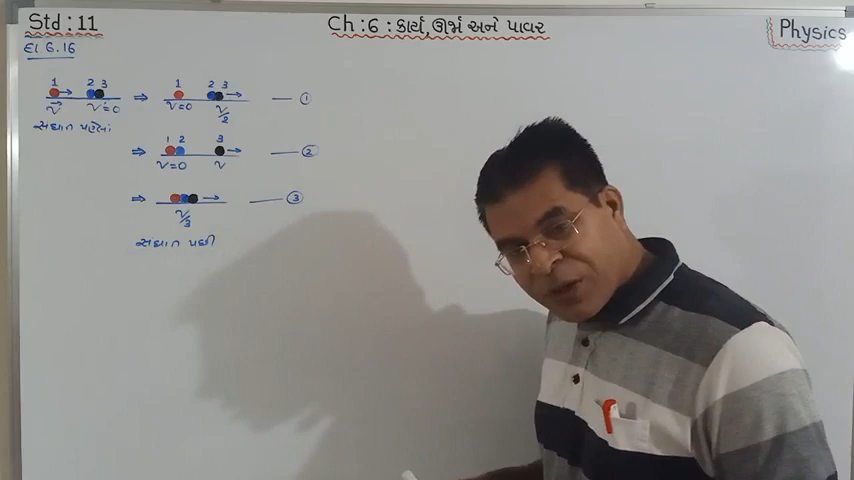 Std : 11
Ch : 6 : કાર્ય, ઊર્જા અને પાવર
Physics
દા 6.16
1 2 3 ⇒ 1 2 3 — ①
v v=0 v=0 v/2
સંઘાત પહેલાં
⇒ 1 2 3 — ②
v=0 v
⇒ — ③
v/3
સંઘાત પછી